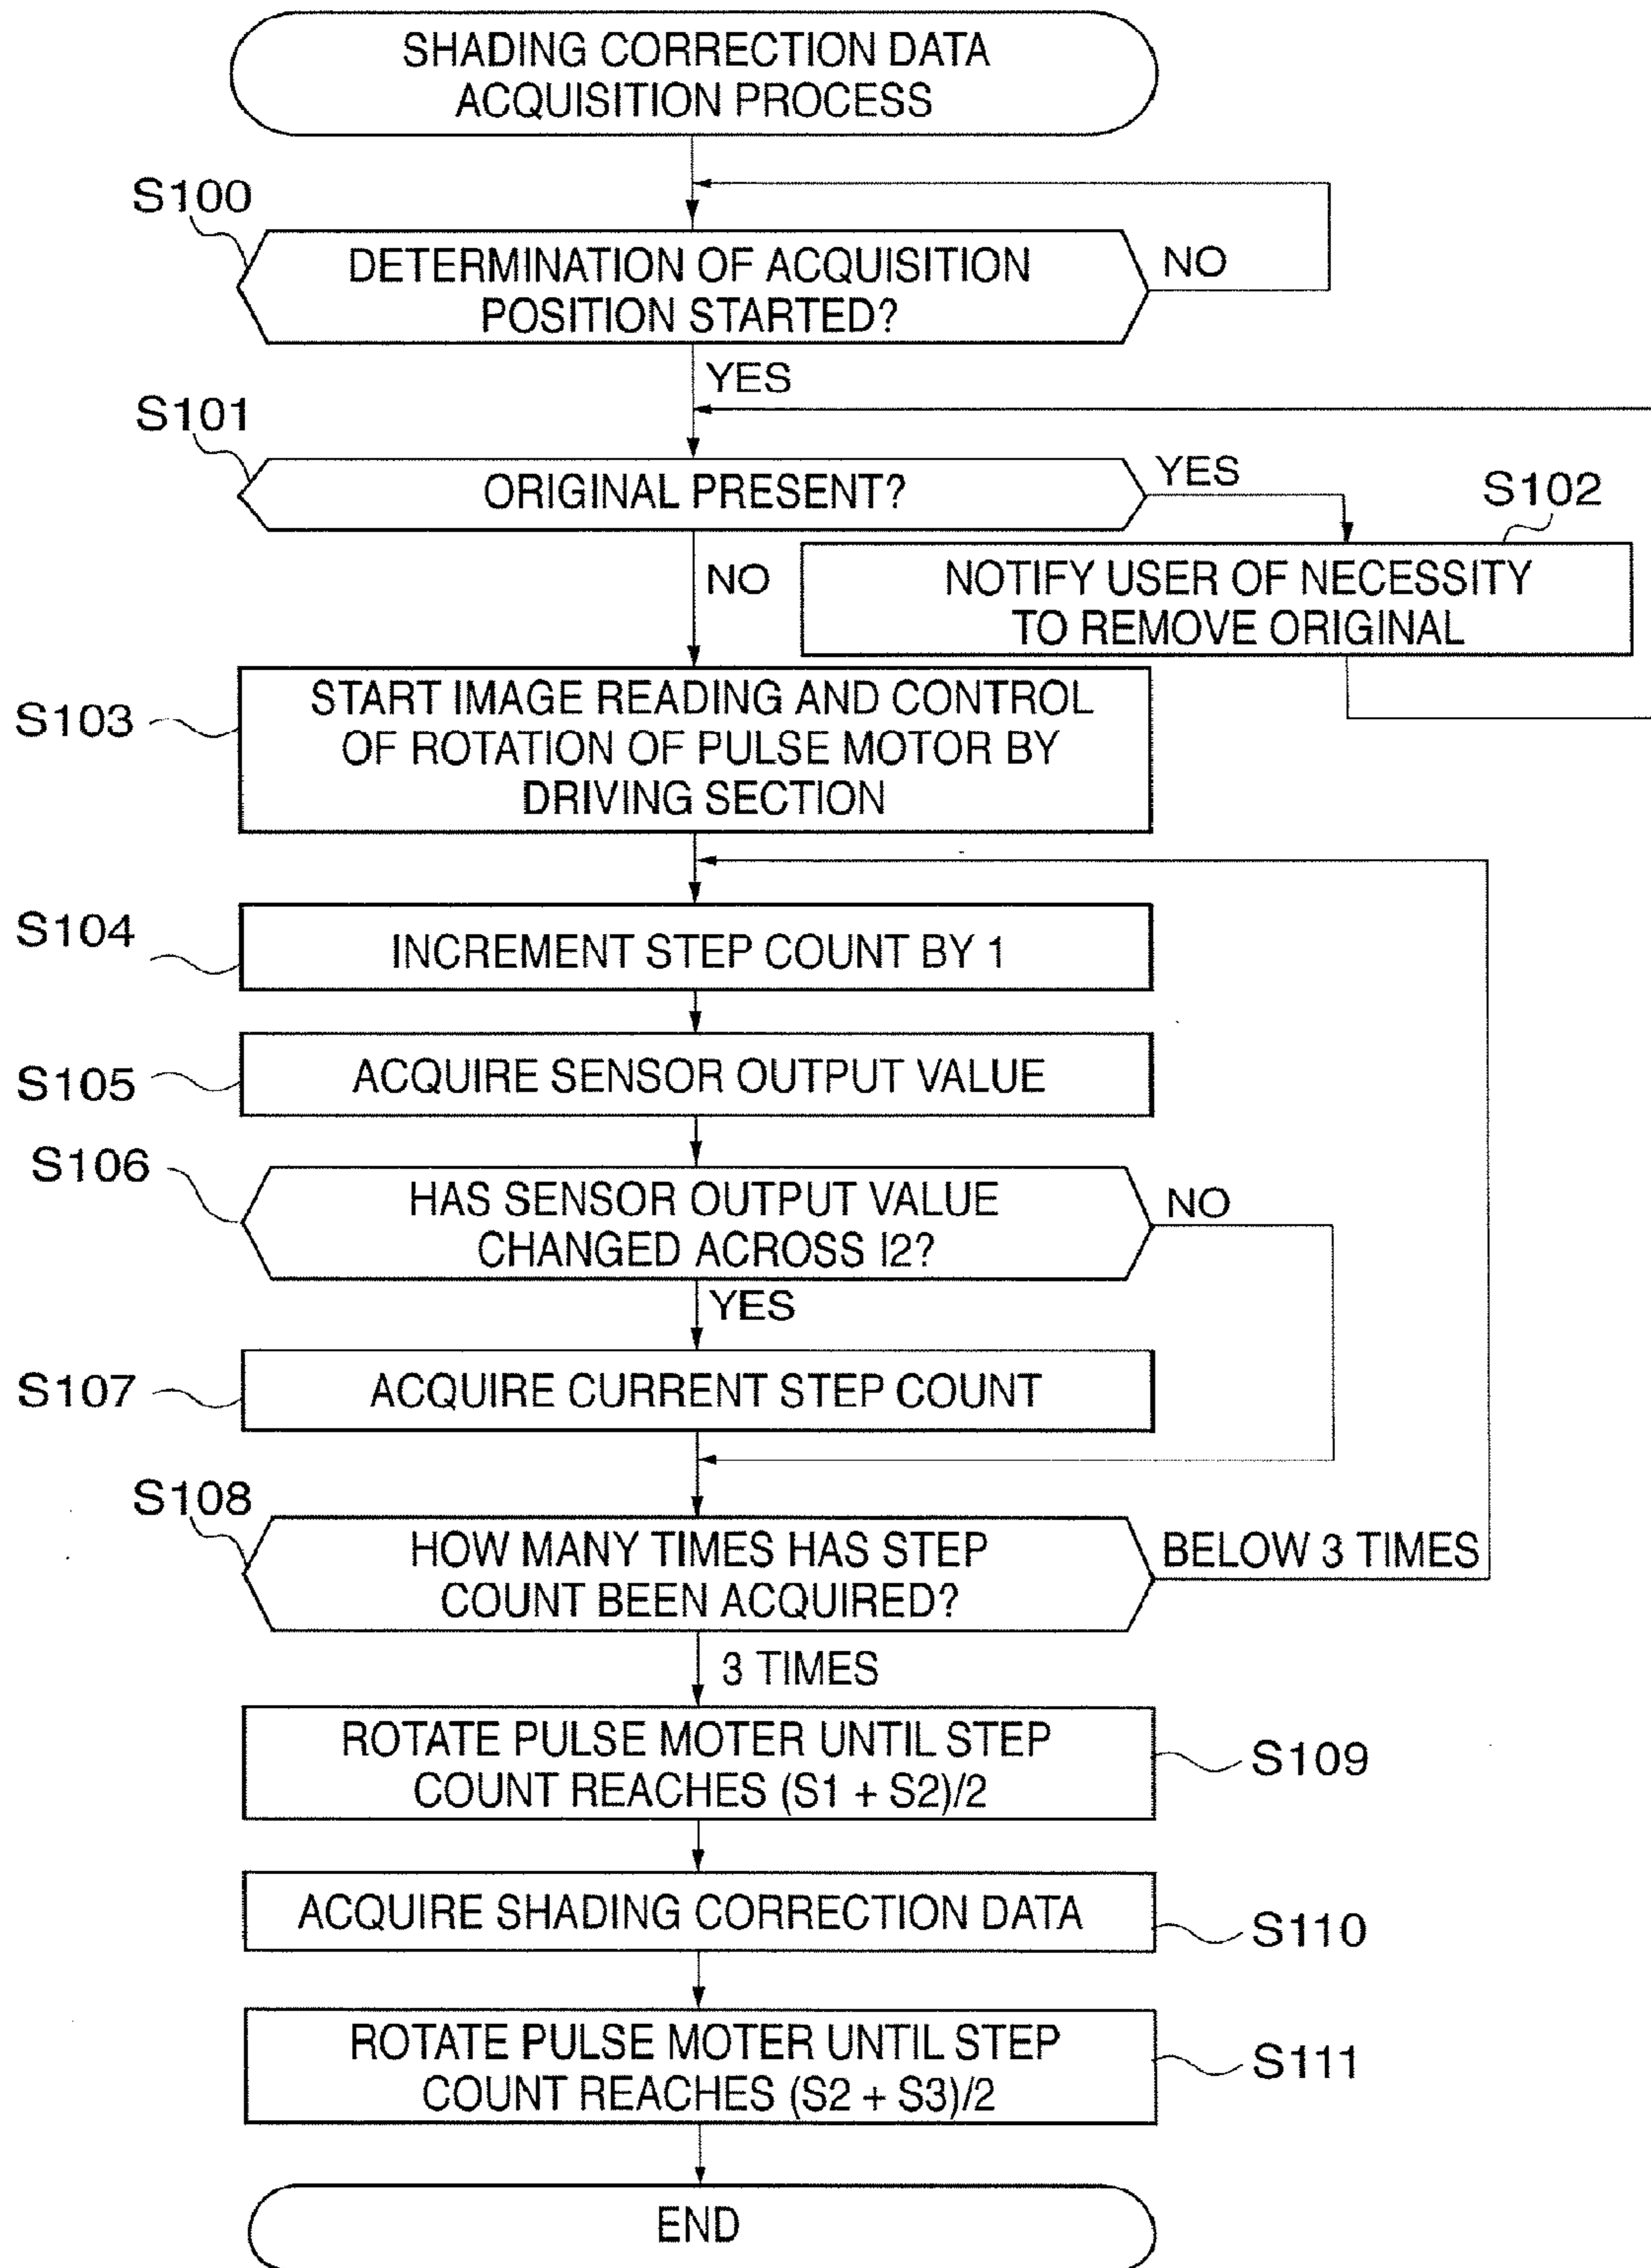 SHADING CORRECTION DATA
ACQUISITION PROCESS
S100
DETERMINATION OF ACQUISITION
POSITION STARTED?
NO
YES
S101
ORIGINAL PRESENT?
YES
NO
S102
NOTIFY USER OF NECESSITY
TO REMOVE ORIGINAL
S103
START IMAGE READING AND CONTROL
OF ROTATION OF PULSE MOTOR BY
DRIVING SECTION
S104
INCREMENT STEP COUNT BY 1
S105
ACQUIRE SENSOR OUTPUT VALUE
S106
HAS SENSOR OUTPUT VALUE
CHANGED ACROSS I2?
NO
YES
S107
ACQUIRE CURRENT STEP COUNT
S108
HOW MANY TIMES HAS STEP
COUNT BEEN ACQUIRED?
BELOW 3 TIMES
3 TIMES
ROTATE PULSE MOTER UNTIL STEP
COUNT REACHES (S1 + S2)/2
S109
ACQUIRE SHADING CORRECTION DATA
S110
ROTATE PULSE MOTER UNTIL STEP
COUNT REACHES (S2 + S3)/2
S111
END